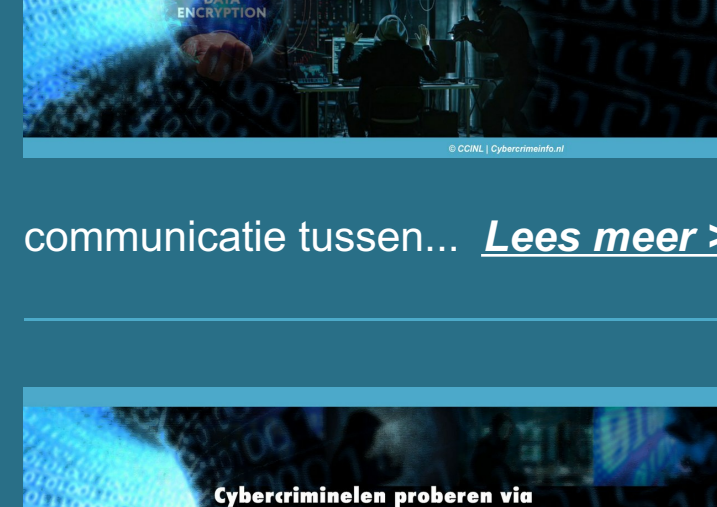 ENCRYPTION
© CCINL | Cybercrimeinfo.nl
communicatie tussen... Lees meer >
Cybercriminelen proberen via